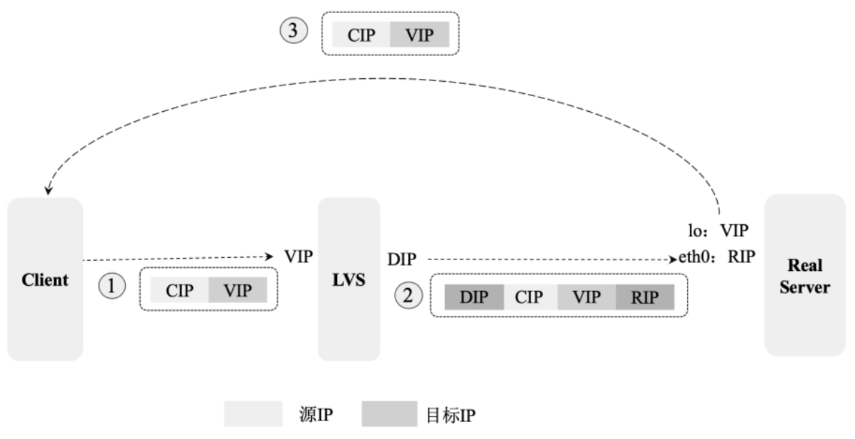 ③ CIP VIP
lo：VIP
Client VIP LVS DIP eth0：RIP Real
Server
① CIP VIP
② DIP CIP VIP RIP
源IP 目标IP